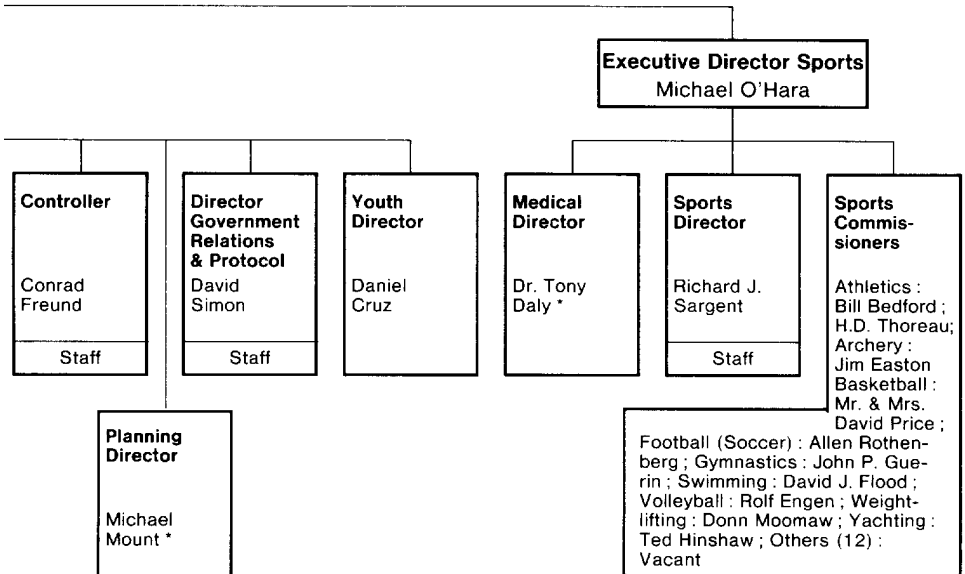 Executive Director Sports
Michael O'Hara
Controller
Conrad
Freund
Staff
Director
Government
Relations
& Protocol
David
Simon
Staff
Youth
Director
Daniel
Cruz
Medical
Director
Dr. Tony
Daly *
Sports
Director
Richard J.
Sargent
Staff
Sports
Commis-
sioners
Athletics :
Bill Bedford ;
H.D. Thoreau;
Archery :
Jim Easton
Basketball :
Mr. & Mrs.
David Price ;
Football (Soccer) : Allen Rothen-
berg ; Gymnastics : John P. Gue-
rin ; Swimming : David J. Flood ;
Volleyball : Rolf Engen ; Weight-
lifting : Donn Moomaw ; Yachting :
Ted Hinshaw ; Others (12) :
Vacant
Planning
Director
Michael
Mount *